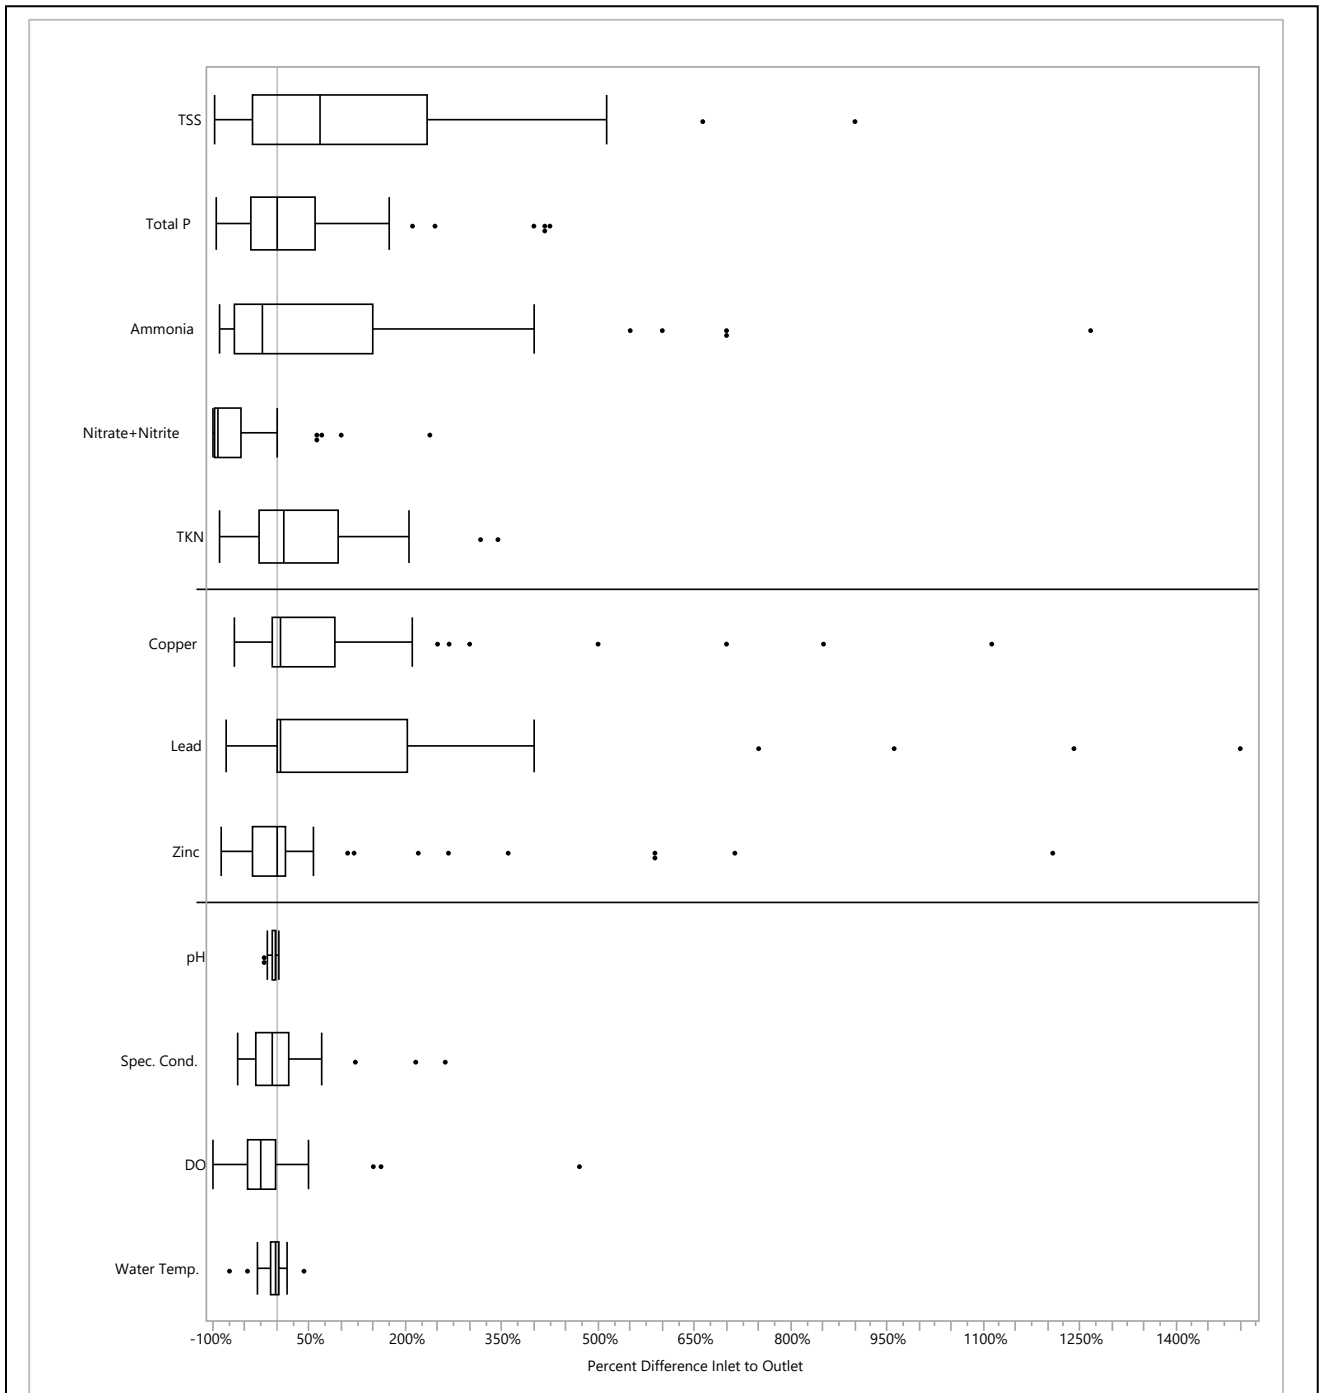 TSS
Total P
Ammonia
Nitrate+Nitrite
TKN
Copper
Lead
Zinc
pH
Spec. Cond.
DO
Water Temp.
-100% 50% 200% 350% 500% 650% 800% 950% 1100% 1250% 1400%
Percent Difference Inlet to Outlet